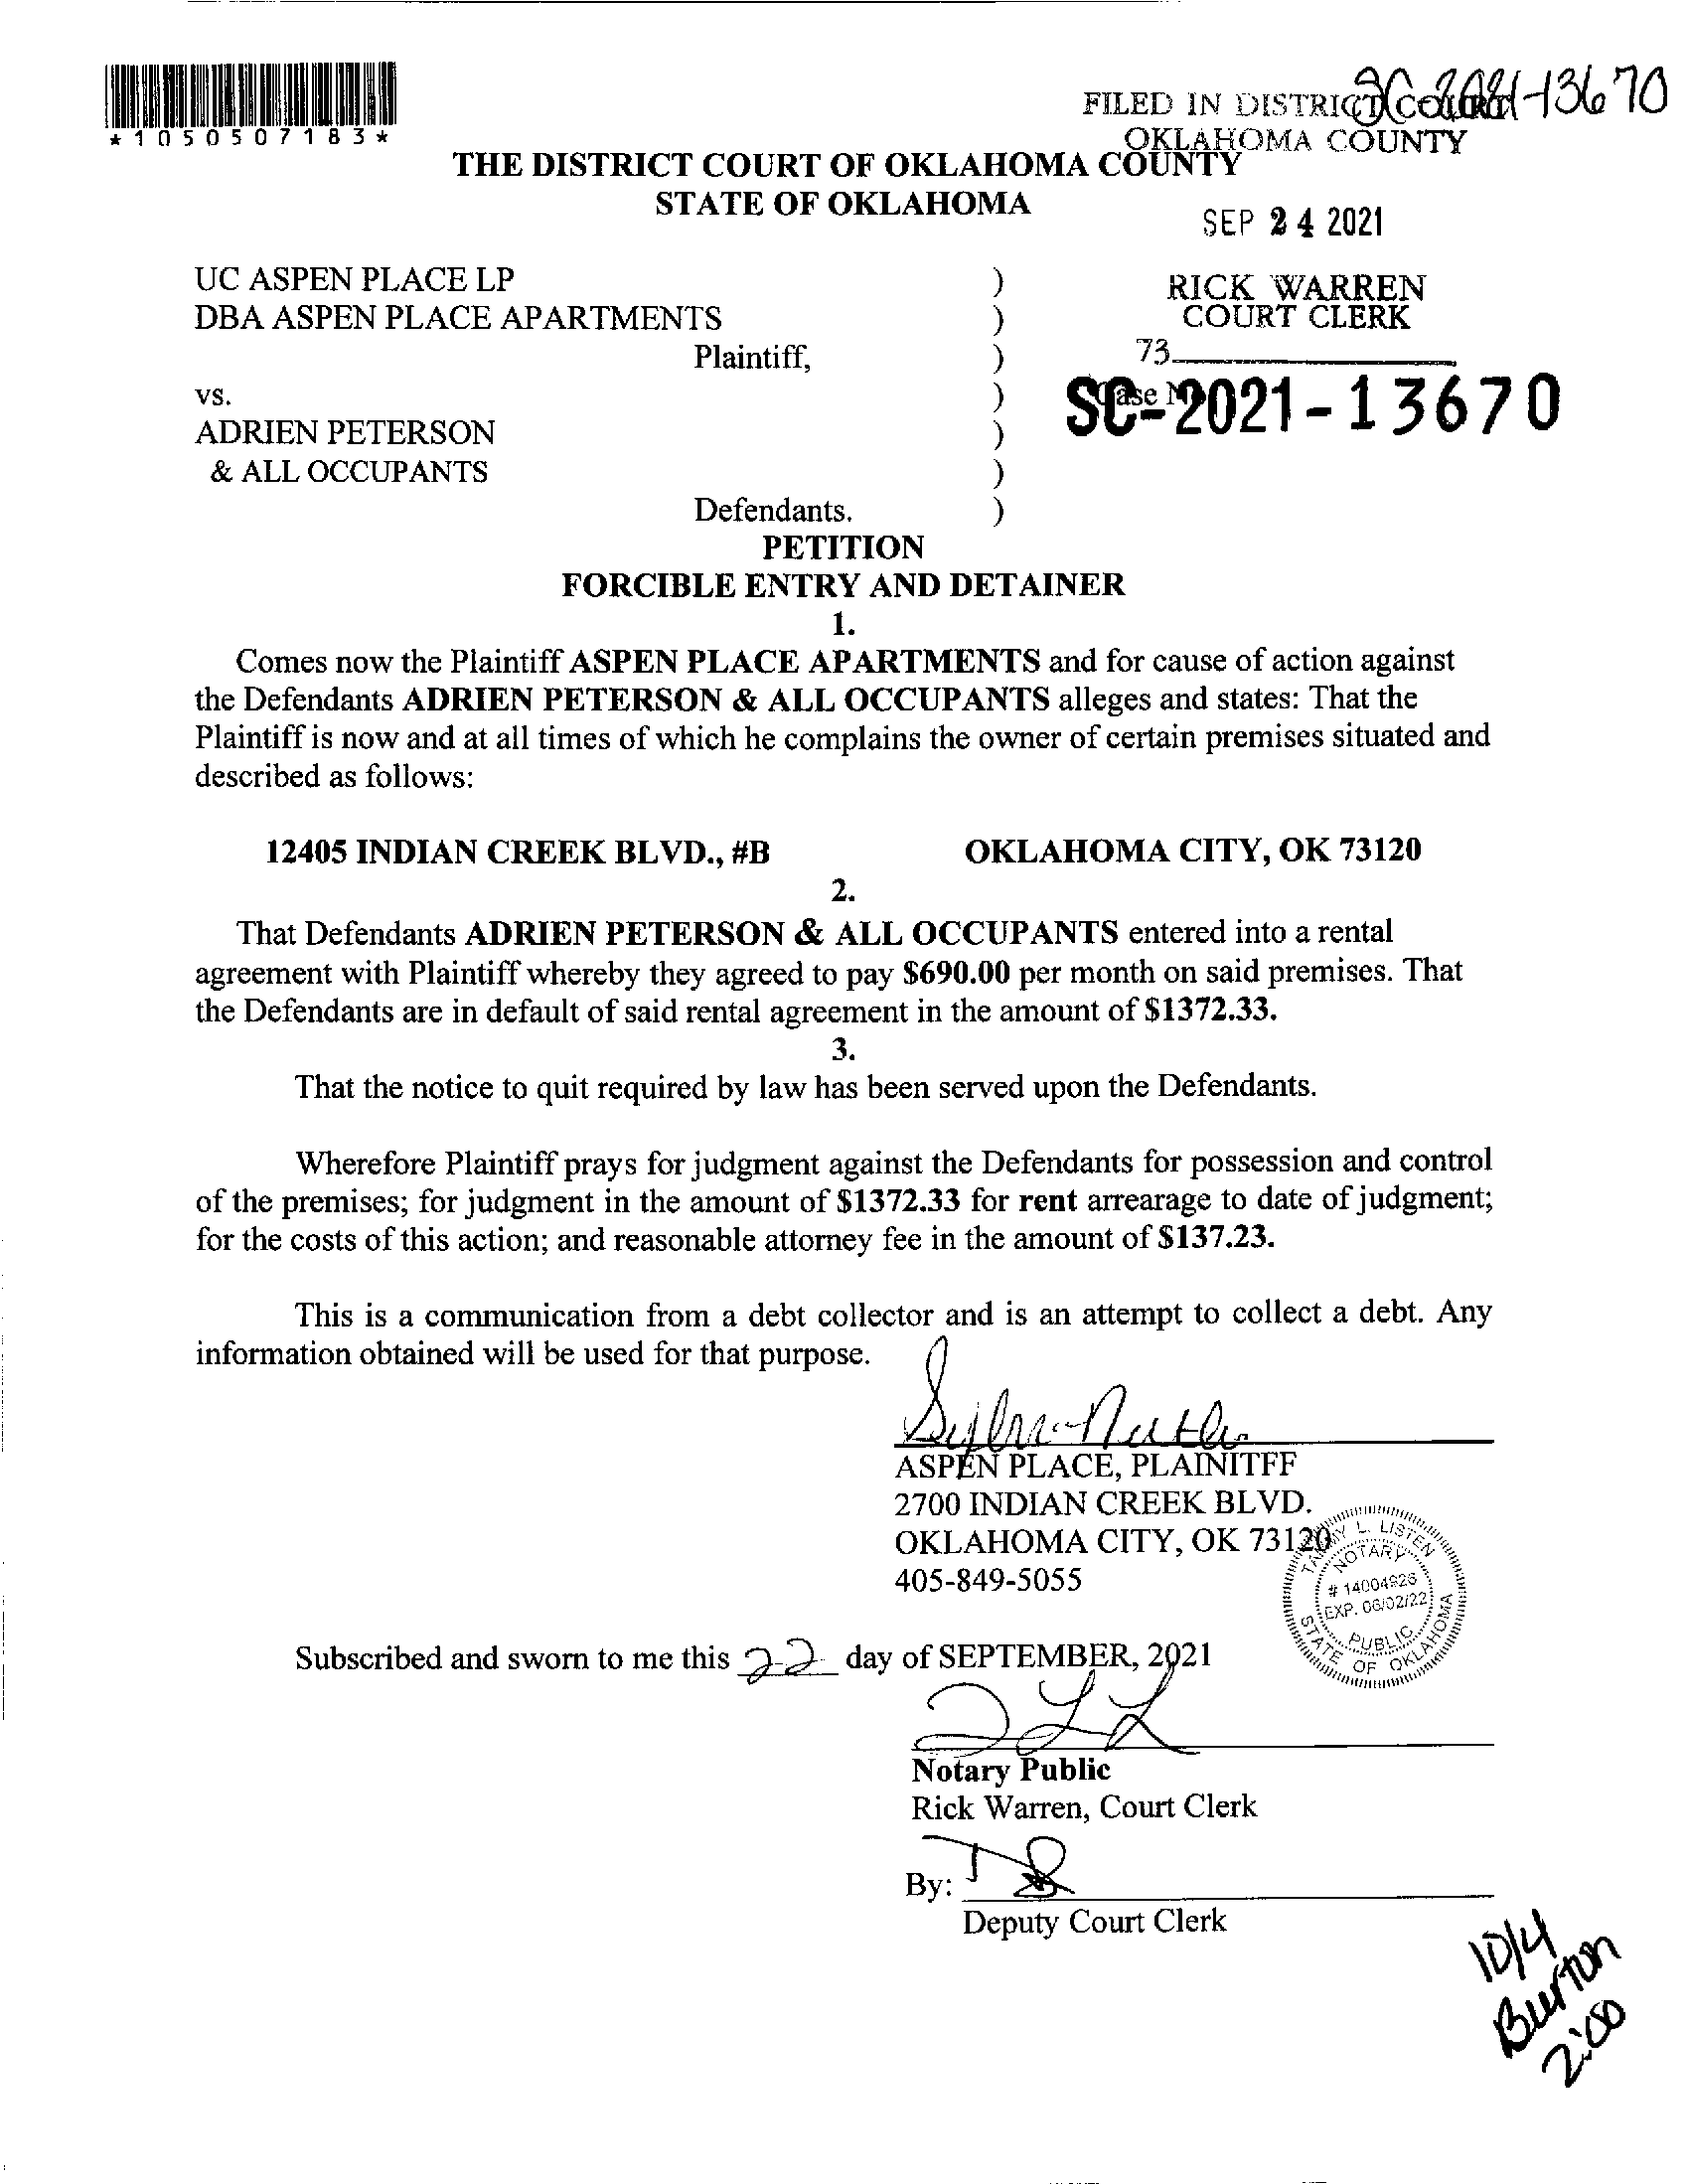 *1050507183*
SC-2021-13670
FILED IN DISTRICT COURT
OKLAHOMA COUNTY
THE DISTRICT COURT OF OKLAHOMA COUNTY
STATE OF OKLAHOMA
SEP 24 2021
UC ASPEN PLACE LP
DBA ASPEN PLACE APARTMENTS
Plaintiff,
vs.
ADRIEN PETERSON
& ALL OCCUPANTS
Defendants.
)
)
)
)
)
)
)
RICK WARREN
COURT CLERK
73
SC-2021-13670
PETITION
FORCIBLE ENTRY AND DETAINER
1.
Comes now the Plaintiff ASPEN PLACE APARTMENTS and for cause of action against
the Defendants ADRIEN PETERSON & ALL OCCUPANTS alleges and states: That the
Plaintiff is now and at all times of which he complains the owner of certain premises situated and
described as follows:
12405 INDIAN CREEK BLVD., #B OKLAHOMA CITY, OK 73120
2.
That Defendants ADRIEN PETERSON & ALL OCCUPANTS entered into a rental
agreement with Plaintiff whereby they agreed to pay $690.00 per month on said premises. That
the Defendants are in default of said rental agreement in the amount of $1372.33.
3.
That the notice to quit required by law has been served upon the Defendants.
Wherefore Plaintiff prays for judgment against the Defendants for possession and control
of the premises; for judgment in the amount of $1372.33 for rent arrearage to date of judgment;
for the costs of this action; and reasonable attorney fee in the amount of $137.23.
This is a communication from a debt collector and is an attempt to collect a debt. Any
information obtained will be used for that purpose.
ASPEN PLACE, PLAINITFF
2700 INDIAN CREEK BLVD.
OKLAHOMA CITY, OK 73120
405-849-5055
L. LISTEN
NOTARY
# 14004926
EXP. 06/02/22
PUBLIC
STATE OF OKLAHOMA
Subscribed and sworn to me this 22 day of SEPTEMBER, 2021
Notary Public
Rick Warren, Court Clerk
By:
Deputy Court Clerk
10/4
Burton
2:00